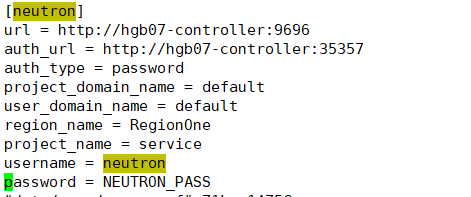 [neutron]
url = http://hgb07-controller:9696
auth_url = http://hgb07-controller:35357
auth_type = password
project_domain_name = default
user_domain_name = default
region_name = RegionOne
project_name = service
username = neutron
password = NEUTRON_PASS